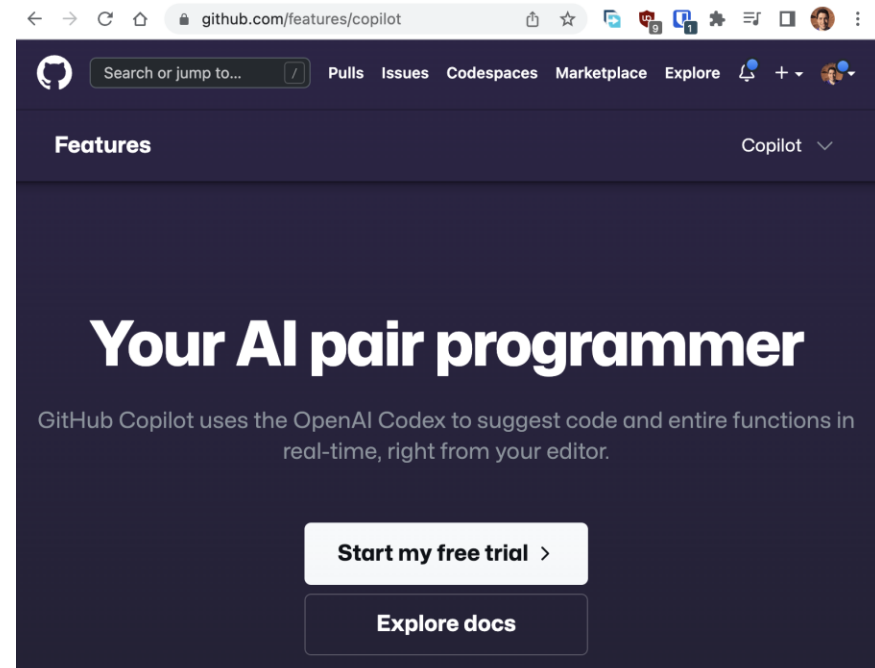 github.com/features/copilot
9
1
Search or jump to... /
Pulls Issues Codespaces Marketplace Explore
Features
Copilot
Your AI pair programmer
GitHub Copilot uses the OpenAI Codex to suggest code and entire functions in
real-time, right from your editor.
Start my free trial
Explore docs